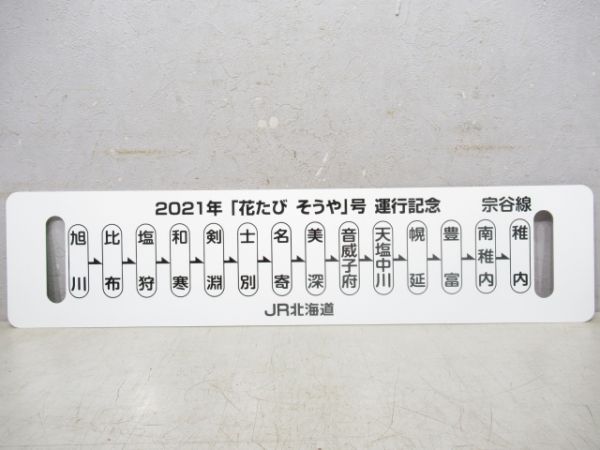 2021年「花たび そうや」号 運行記念 宗谷線
旭川 比布 塩狩 和寒 剣淵 士別 名寄 美深 音威子府 天塩中川 幌延 豊富 南稚内 稚内
JR北海道